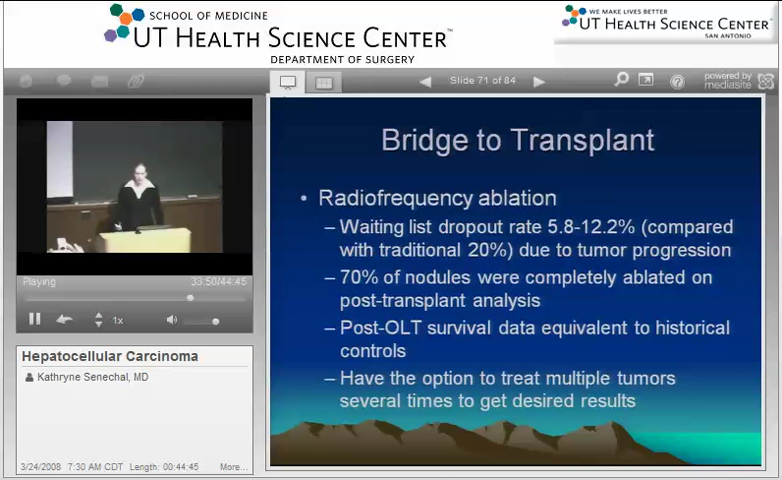 SCHOOL OF MEDICINE
UT HEALTH SCIENCE CENTER™
DEPARTMENT OF SURGERY
WE MAKE LIVES BETTER
UT HEALTH SCIENCE CENTER
SAN ANTONIO
Slide 71 of 84
powered by
mediasite
Playing
33:50/44:45
1x
Hepatocellular Carcinoma
Kathryne Senechal, MD
3/24/2008 7:30 AM CDT Length: 00:44:45 More...
Bridge to Transplant
• Radiofrequency ablation
– Waiting list dropout rate 5.8-12.2% (compared
with traditional 20%) due to tumor progression
– 70% of nodules were completely ablated on
post-transplant analysis
– Post-OLT survival data equivalent to historical
controls
– Have the option to treat multiple tumors
several times to get desired results